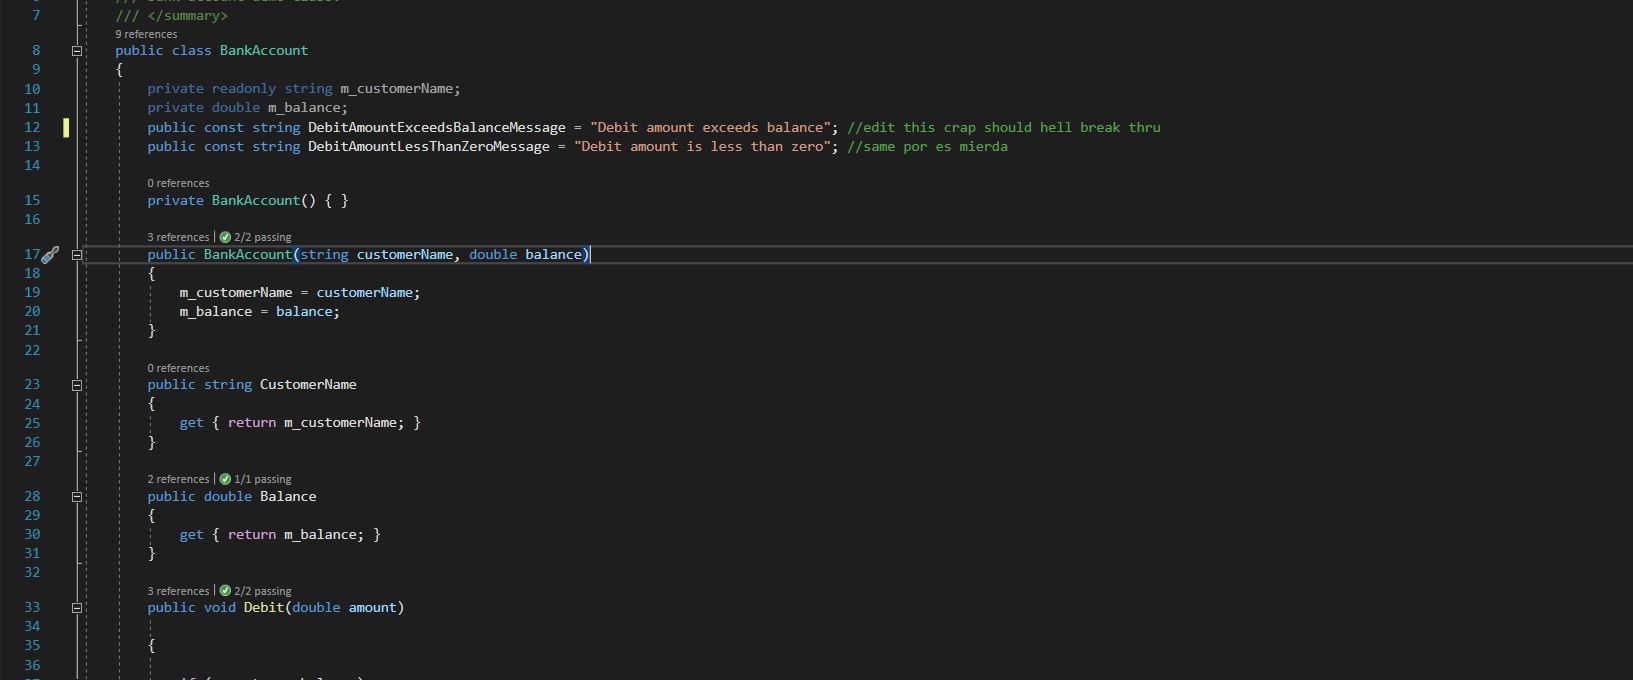 7 /// </summary>
9 references
8 public class BankAccount
9 {
10 private readonly string m_customerName;
11 private double m_balance;
12 public const string DebitAmountExceedsBalanceMessage = "Debit amount exceeds balance"; //edit this crap should hell break thru
13 public const string DebitAmountLessThanZeroMessage = "Debit amount is less than zero"; //same por es mierda
14
0 references
15 private BankAccount() { }
16
3 references | 2/2 passing
17 public BankAccount(string customerName, double balance)
18 {
19 m_customerName = customerName;
20 m_balance = balance;
21 }
22
0 references
23 public string CustomerName
24 {
25 get { return m_customerName; }
26 }
27
2 references | 1/1 passing
28 public double Balance
29 {
30 get { return m_balance; }
31 }
32
3 references | 2/2 passing
33 public void Debit(double amount)
34
35 {
36